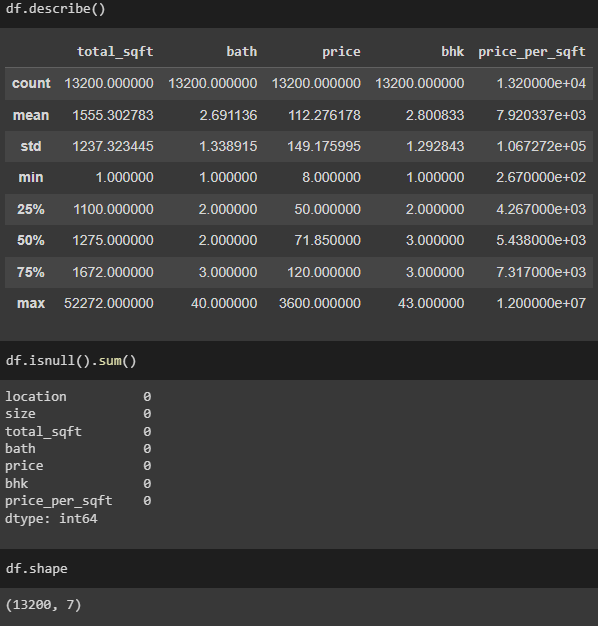 df.describe()
total_sqft bath price bhk price_per_sqft
count 13200.000000 13200.000000 13200.000000 13200.000000 1.320000e+04
mean 1555.302783 2.691136 112.276178 2.800833 7.920337e+03
std 1237.323445 1.338915 149.175995 1.292843 1.067272e+05
min 1.000000 1.000000 8.000000 1.000000 2.670000e+02
25% 1100.000000 2.000000 50.000000 2.000000 4.267000e+03
50% 1275.000000 2.000000 71.850000 3.000000 5.438000e+03
75% 1672.000000 3.000000 120.000000 3.000000 7.317000e+03
max 52272.000000 40.000000 3600.000000 43.000000 1.200000e+07
df.isnull().sum()
location 0
size 0
total_sqft 0
bath 0
price 0
bhk 0
price_per_sqft 0
dtype: int64
df.shape
(13200, 7)